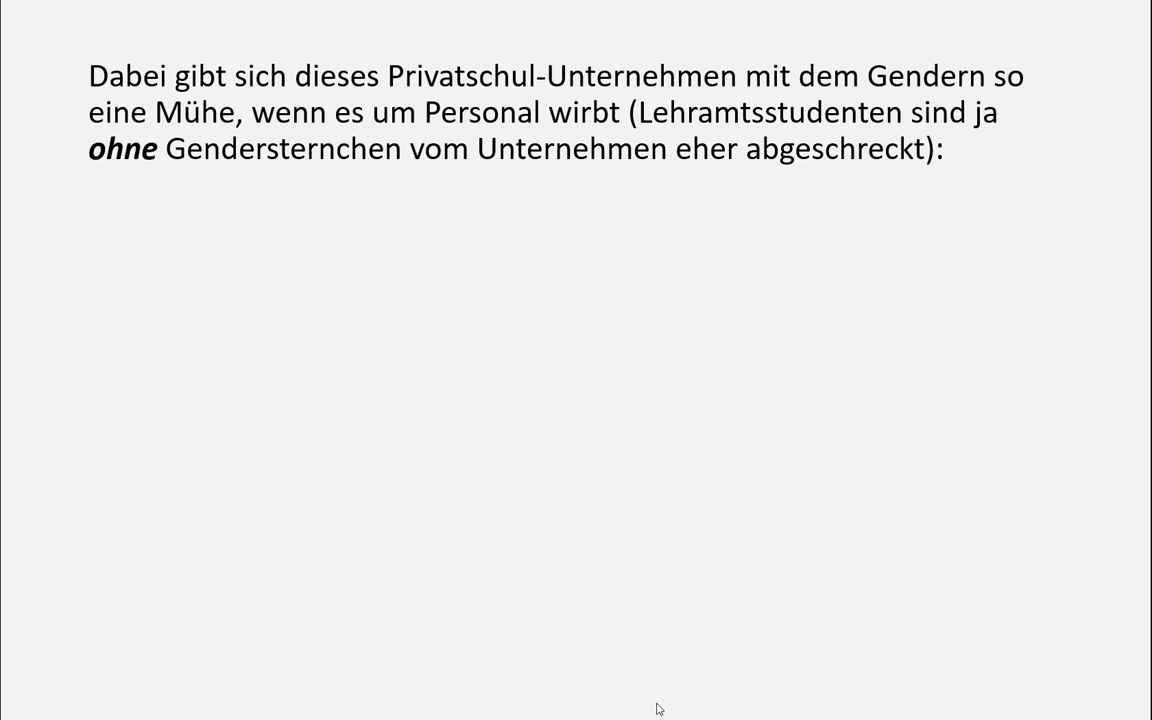 Dabei gibt sich dieses Privatschul-Unternehmen mit dem Gendern so
eine Mühe, wenn es um Personal wirbt (Lehramtsstudenten sind ja
ohne Gendersternchen vom Unternehmen eher abgeschreckt):